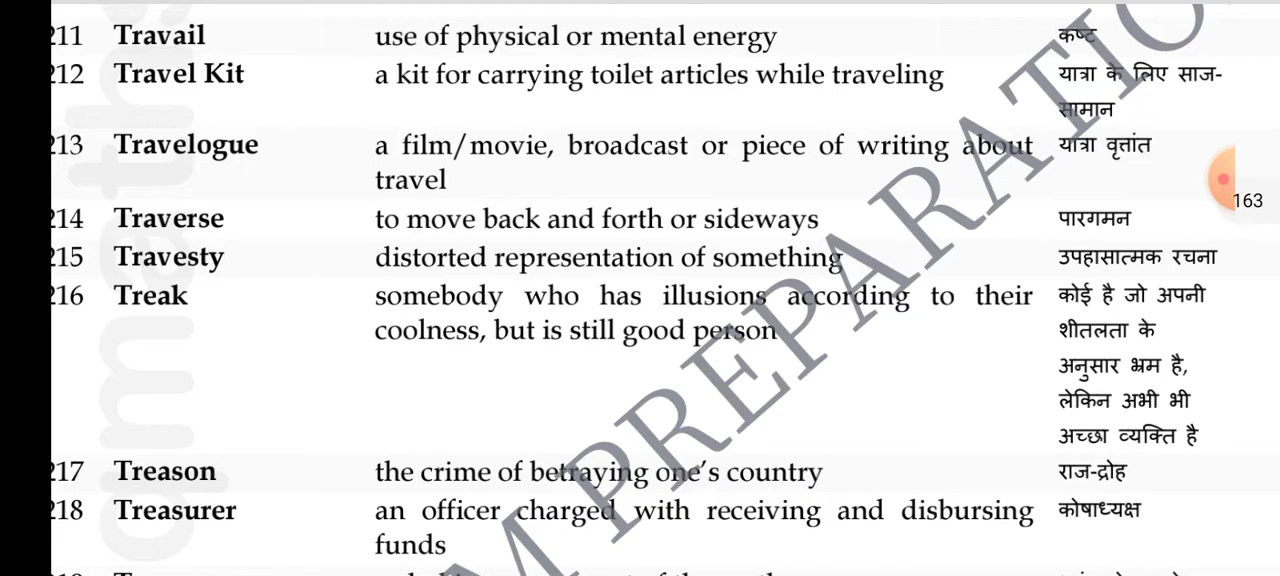 211 Travail use of physical or mental energy कष्ट
212 Travel Kit a kit for carrying toilet articles while traveling यात्रा के लिए साज-
सामान
213 Travelogue a film/movie, broadcast or piece of writing about यात्रा वृत्तांत
travel
163
214 Traverse to move back and forth or sideways पारगमन
215 Travesty distorted representation of something उपहासात्मक रचना
216 Treak somebody who has illusions according to their कोई है जो अपनी
coolness, but is still good person शीतलता के
अनुसार भ्रम है,
लेकिन अभी भी
अच्छा व्यक्ति है
217 Treason the crime of betraying one's country राज-द्रोह
218 Treasurer an officer charged with receiving and disbursing कोषाध्यक्ष
funds
M PREPARATIO
qmaths